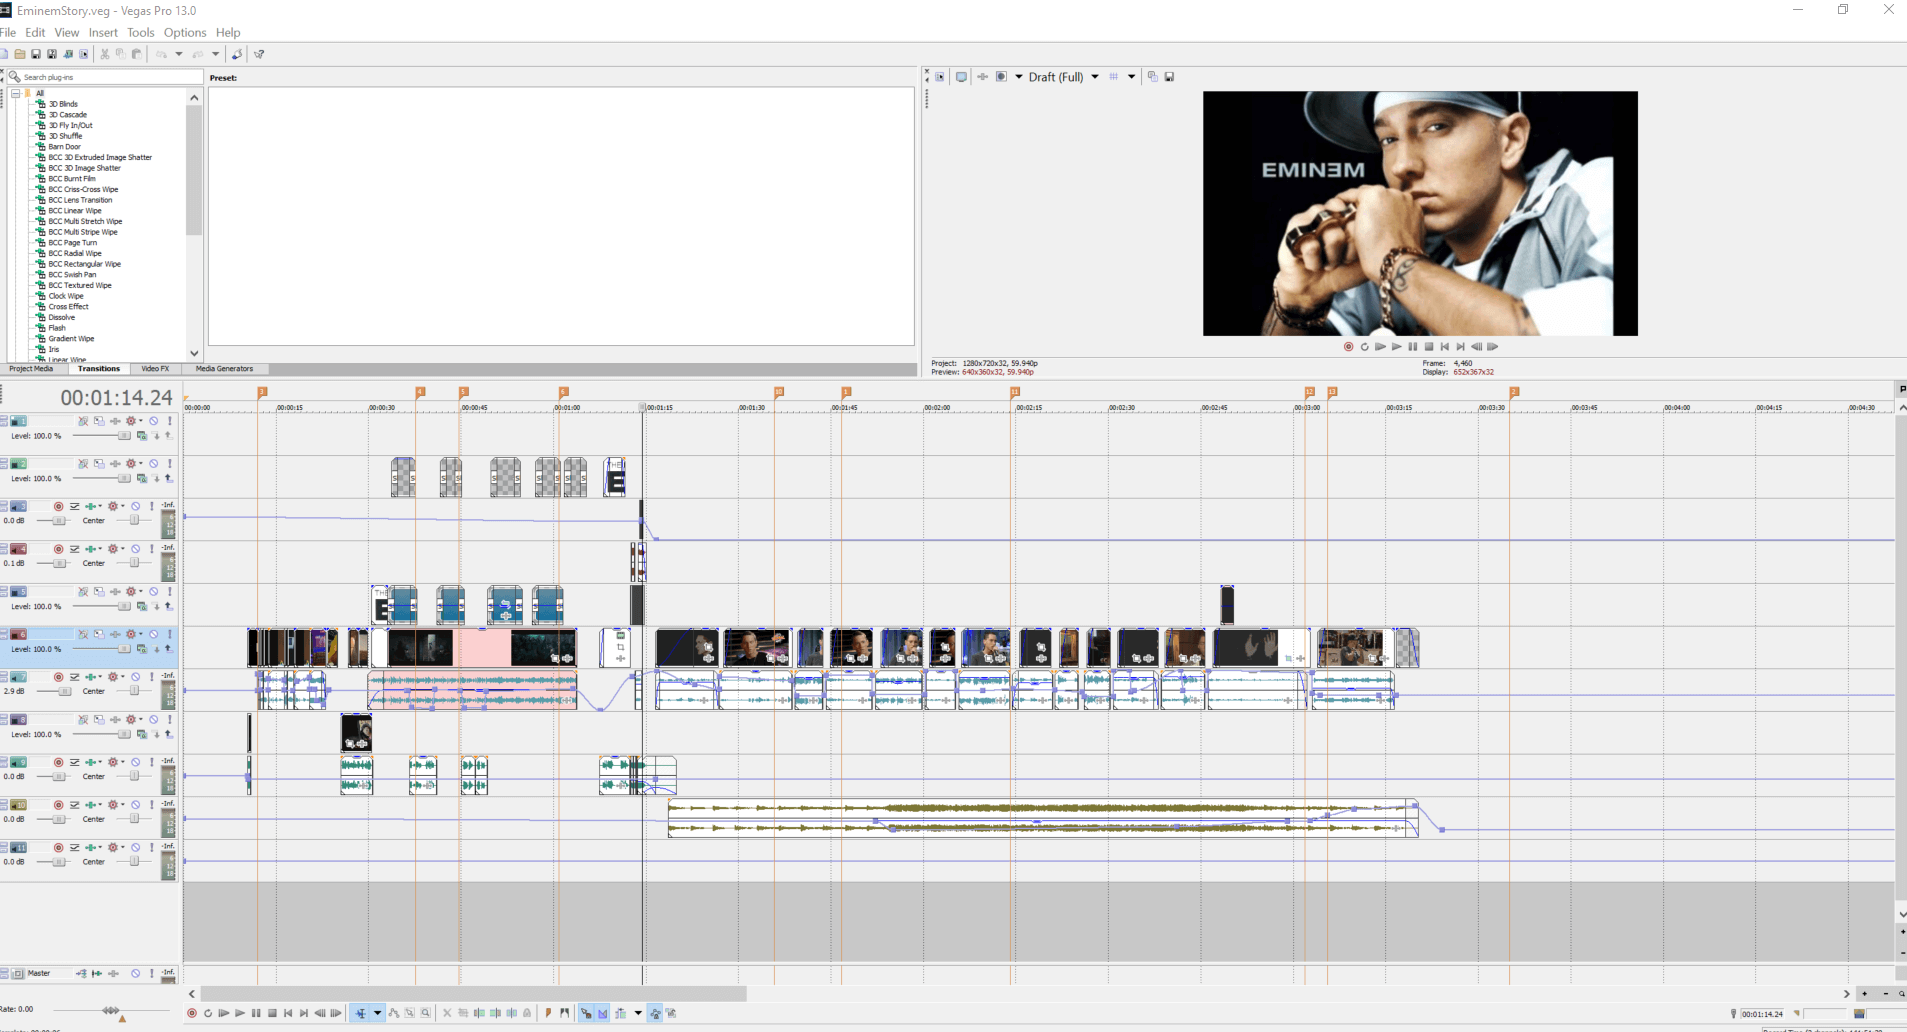 EminemStory.veg - Vegas Pro 13.0
File Edit View Insert Tools Options Help
Search plug-ins
Preset:
Draft (Full)
All
3D Blinds
3D Cascade
3D Fly In/Out
3D Shuffle
Barn Door
BCC 3D Extruded Image Shatter
BCC 3D Image Shatter
BCC Burnt Film
BCC Criss-Cross Wipe
BCC Lens Transition
BCC Linear Wipe
BCC Multi Stretch Wipe
BCC Multi Stripe Wipe
BCC Page Turn
BCC Radial Wipe
BCC Rectangular Wipe
BCC Swish Pan
BCC Textured Wipe
Clock Wipe
Cross Effect
Dissolve
Flash
Gradient Wipe
Iris
Linear Wipe
EMINƎM
Project Media Transitions Video FX Media Generators
Project: 1280x720x32, 59.940p
Preview: 640x360x32, 59.940p
Frame: 4,460
Display: 652x367x32
00:01:14.24
3 4 5 6 10 1 11 12 13 2
00:00:00 00:00:15 00:00:30 00:00:45 00:01:00 00:01:15 00:01:30 00:01:45 00:02:00 00:02:15 00:02:30 00:02:45 00:03:00 00:03:15 00:03:30 00:03:45 00:04:00 00:04:15 00:04:30
1
Level: 100.0 %
2
Level: 100.0 %
THE
E
3 -Inf.
0.0 dB Center
4 -Inf.
0.1 dB Center
5
Level: 100.0 %
THE
E
6
Level: 100.0 %
7 -Inf.
2.9 dB Center
8
Level: 100.0 %
9 -Inf.
0.0 dB Center
10 -Inf.
0.0 dB Center
11 -Inf.
0.0 dB Center
Master -Inf.
Rate: 0.00
00:01:14.24